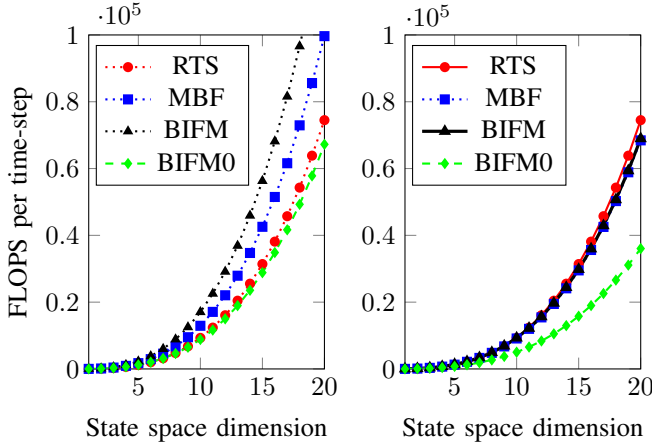 ·10^5
·10^5
1
0.8
0.6
0.4
0.2
0
5
10
15
20
FLOPS per time-step
State space dimension
RTS
MBF
BIFM
BIFM0
1
0.8
0.6
0.4
0.2
0
5
10
15
20
State space dimension
RTS
MBF
BIFM
BIFM0